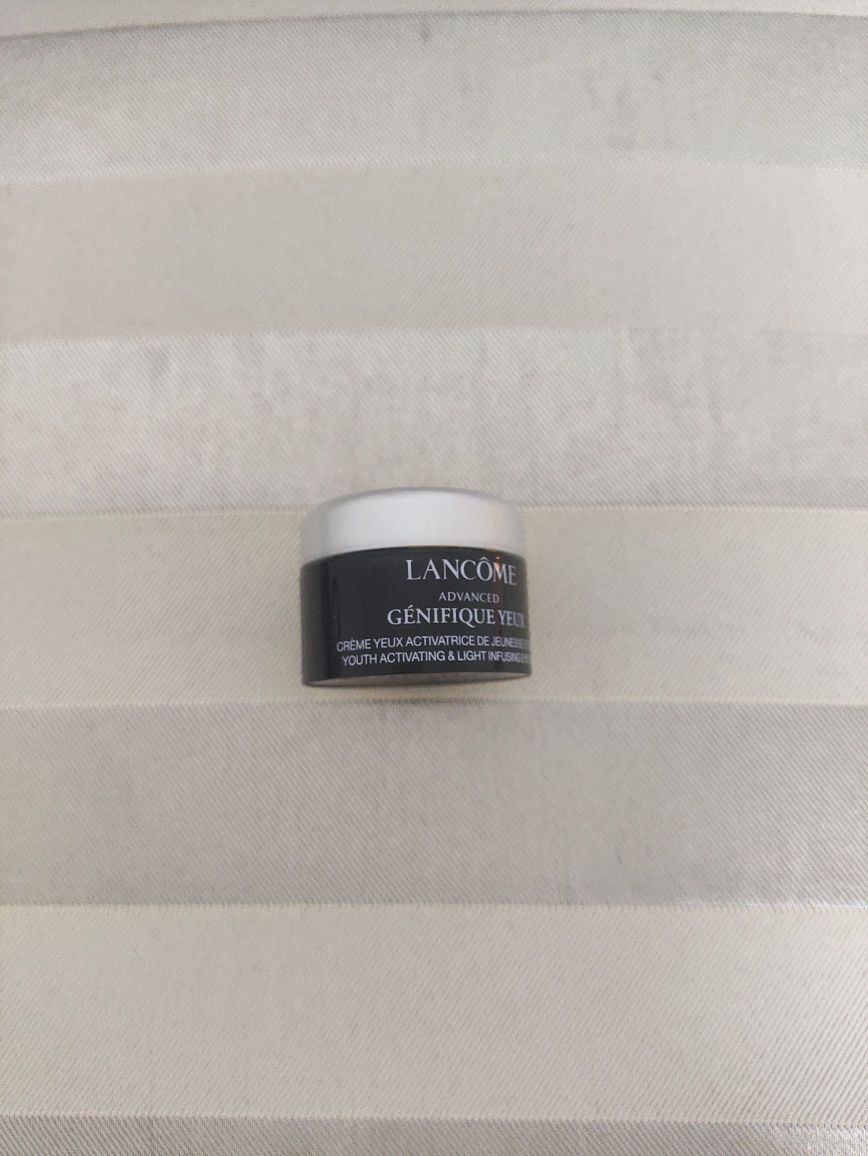 LANCÔME
ADVANCED
GÉNIFIQUE YEUX
CRÈME YEUX ACTIVATRICE DE JEUNESSE
YOUTH ACTIVATING & LIGHT INFUSING